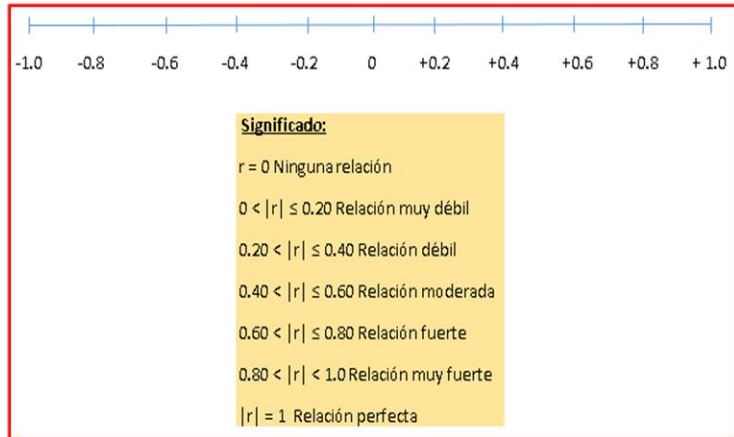 -1.0 -0.8 -0.6 -0.4 -0.2 0 +0.2 +0.4 +0.6 +0.8 + 1.0
Significado:
r = 0 Ninguna relación
0 < |r| ≤ 0.20 Relación muy débil
0.20 < |r| ≤ 0.40 Relación débil
0.40 < |r| ≤ 0.60 Relación moderada
0.60 < |r| ≤ 0.80 Relación fuerte
0.80 < |r| < 1.0 Relación muy fuerte
|r| = 1 Relación perfecta